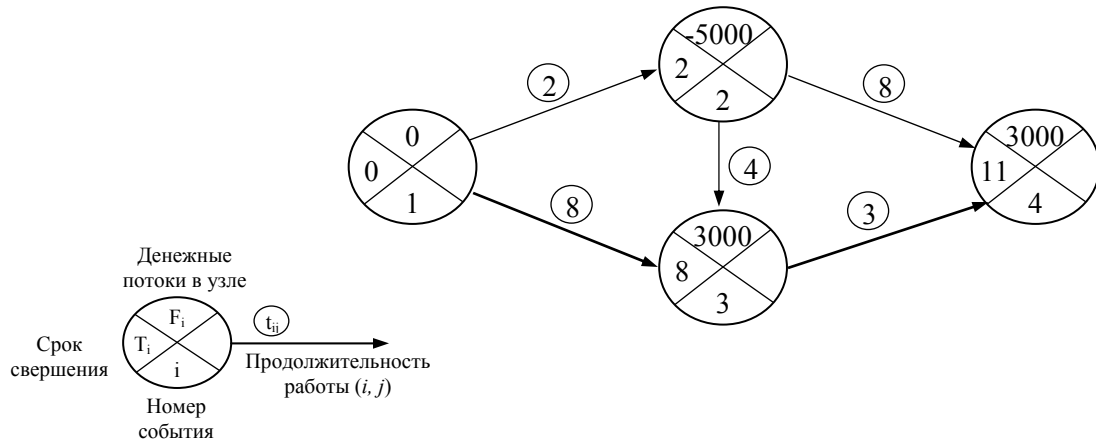 -5000
2
2
2
8
0
0
1
4
3000
11
4
8
3
3000
8
3
Денежные
потоки в узле
Fi
tij
Срок
свершения
Ti
i
Продолжительность
работы (i, j)
Номер
события